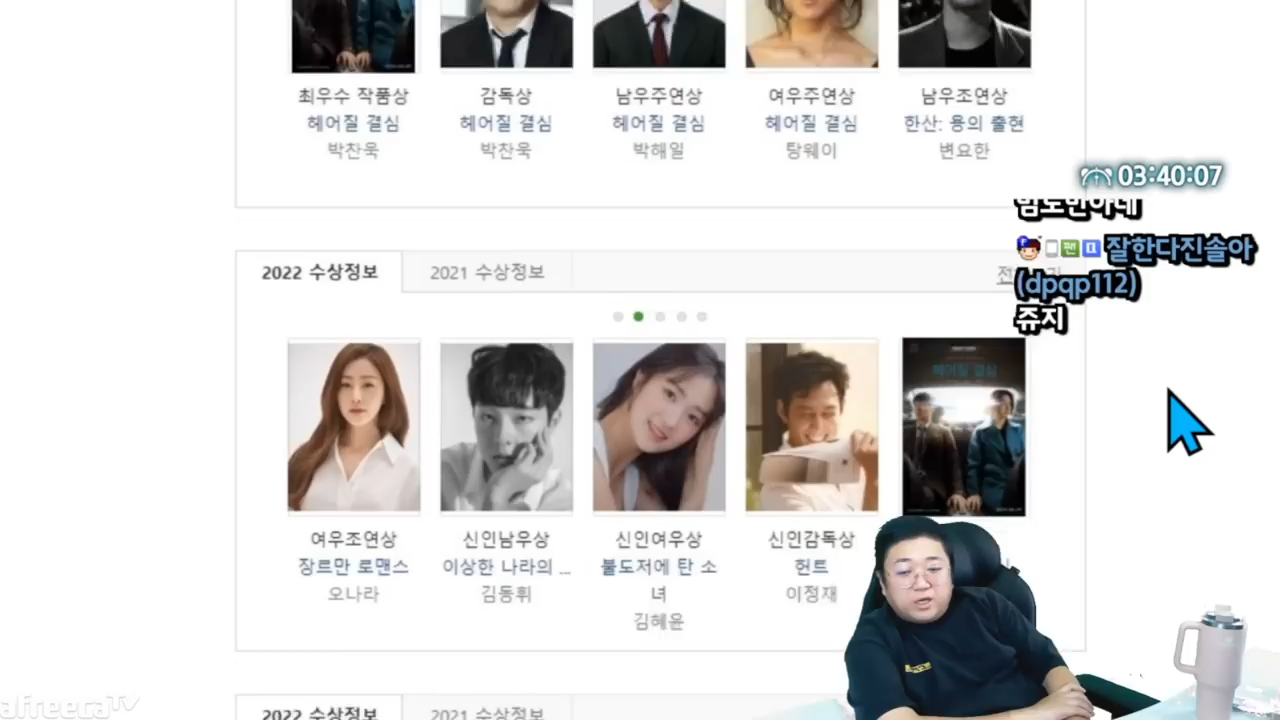 최우수 작품상
헤어질 결심
박찬욱
감독상
헤어질 결심
박찬욱
남우주연상
헤어질 결심
박해일
여우주연상
헤어질 결심
탕웨이
남우조연상
한산: 용의 출현
변요한
03:40:07
잘한다진솔아
(dpqp112)
쥬지
2022 수상정보
2021 수상정보
헤어질 결심
여우조연상
장르만 로맨스
오나라
신인남우상
이상한 나라의 ...
김동휘
신인여우상
불도저에 탄 소
녀
김혜윤
신인감독상
헌트
이정재
2022 수상정보
2021 수상정보
afreecaTV